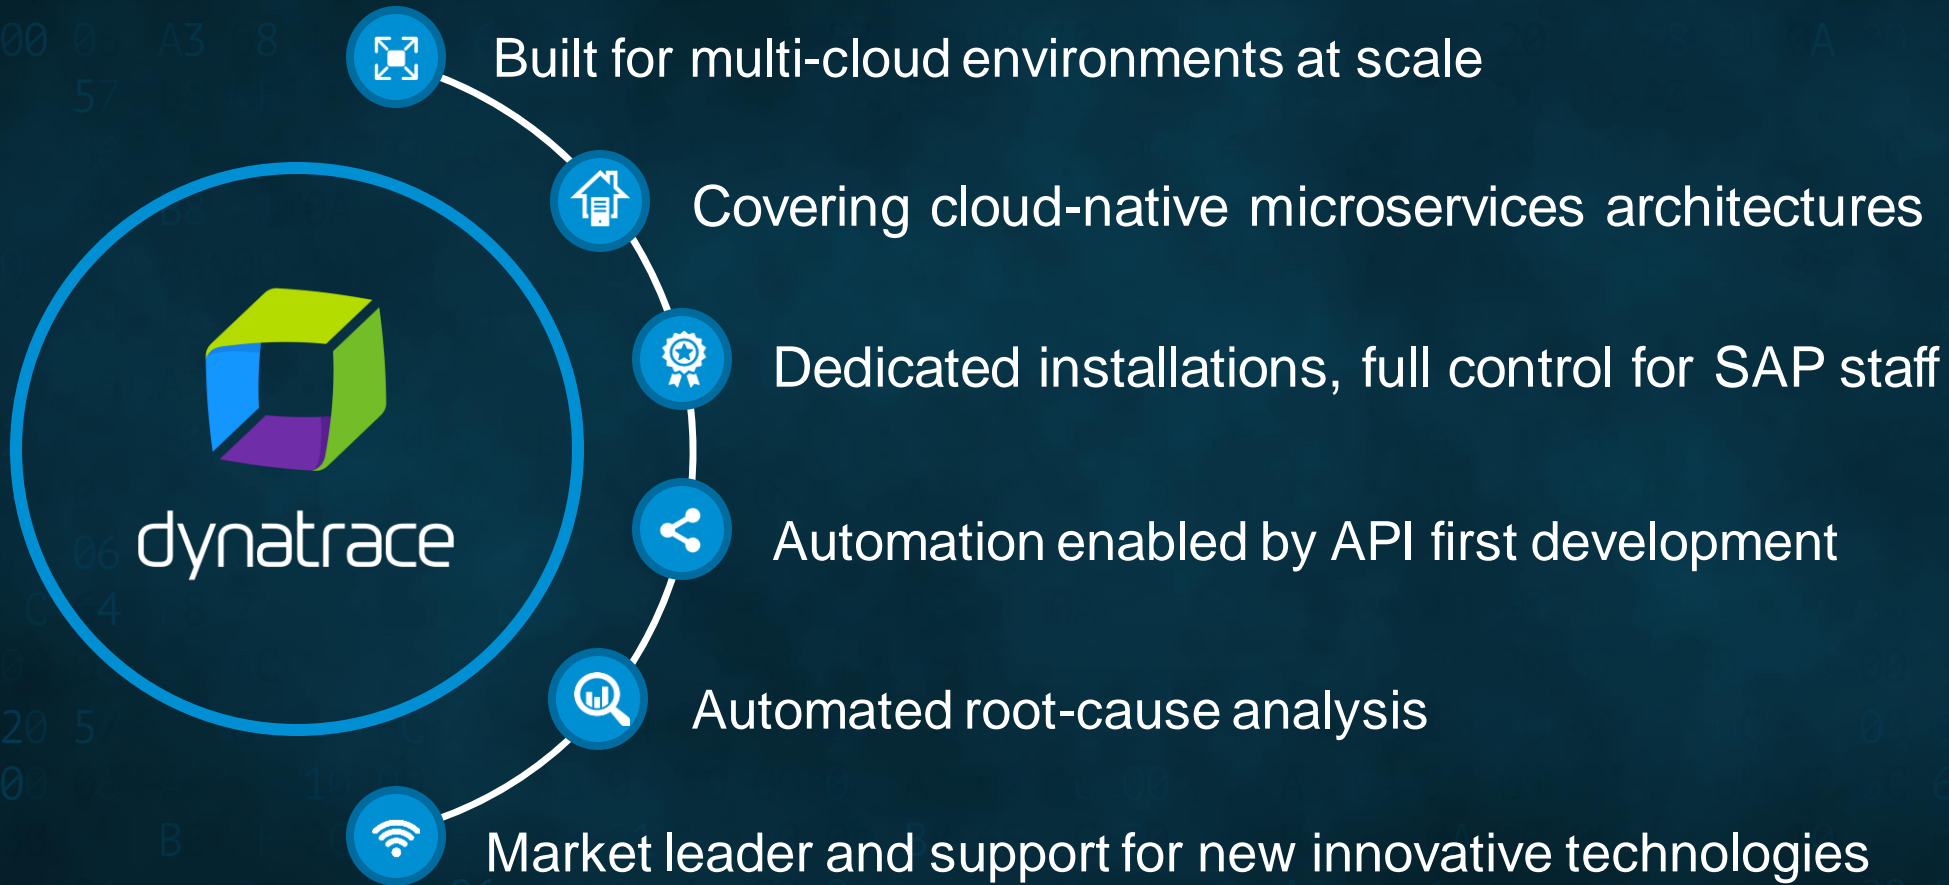 Built for multi-cloud environments at scale
Covering cloud-native microservices architectures
Dedicated installations, full control for SAP staff
dynatrace
Automation enabled by API first development
Automated root-cause analysis
Market leader and support for new innovative technologies